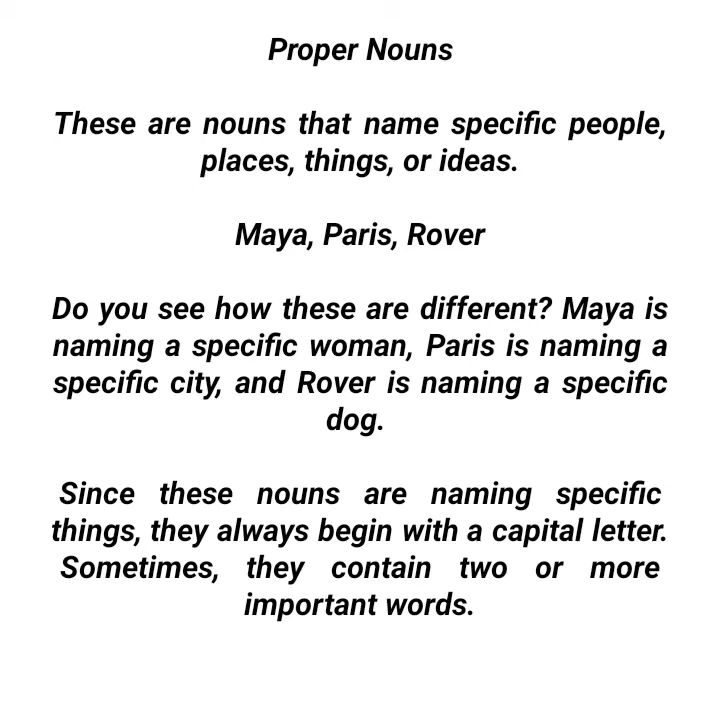 Proper Nouns
These are nouns that name specific people,
places, things, or ideas.
Maya, Paris, Rover
Do you see how these are different? Maya is
naming a specific woman, Paris is naming a
specific city, and Rover is naming a specific
dog.
Since these nouns are naming specific
things, they always begin with a capital letter.
Sometimes, they contain two or more
important words.